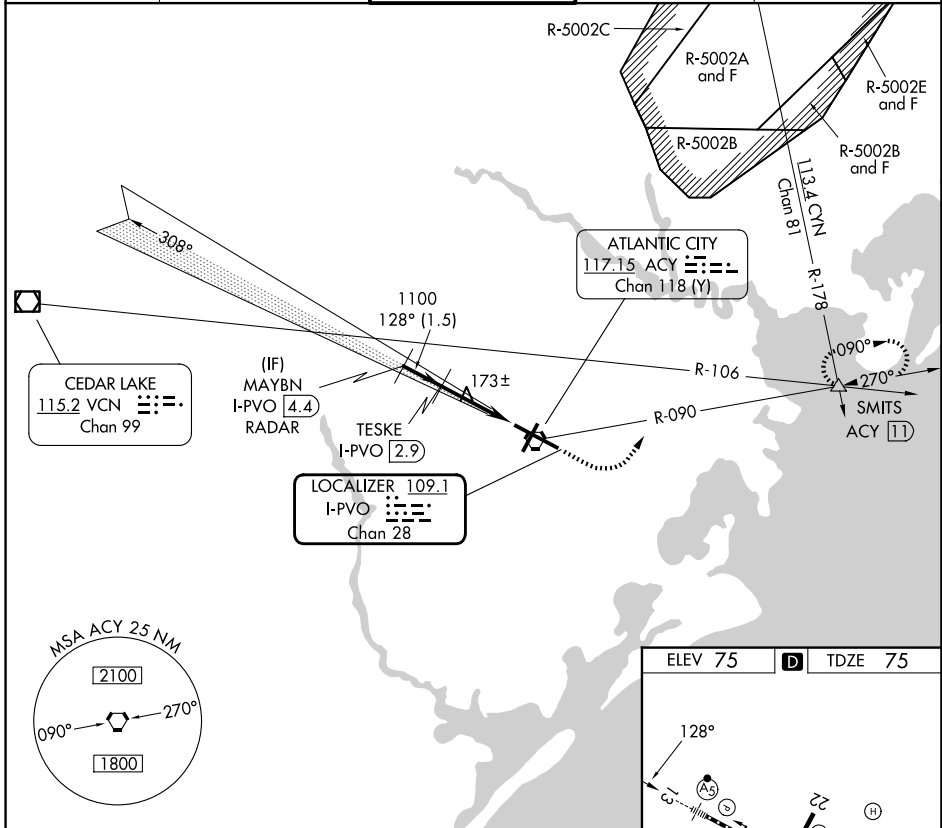 R-5002C
R-5002A
and F
R-5002E
and F
R-5002B
R-5002B
and F
113.4 CYN
Chan 81
R-178
308°
ATLANTIC CITY
117.15 ACY
Chan 118 (Y)
1100
128° (1.5)
090°
270°
R-106
CEDAR LAKE
115.2 VCN
Chan 99
(IF)
MAYBN
I-PVO 4.4
RADAR
173±
SMITS
ACY 11
R-090
TESKE
I-PVO 2.9
LOCALIZER 109.1
I-PVO
Chan 28
MSA ACY 25 NM
2100
090°
270°
1800
ELEV 75 D TDZE 75
128°
A5
P
13
22
H